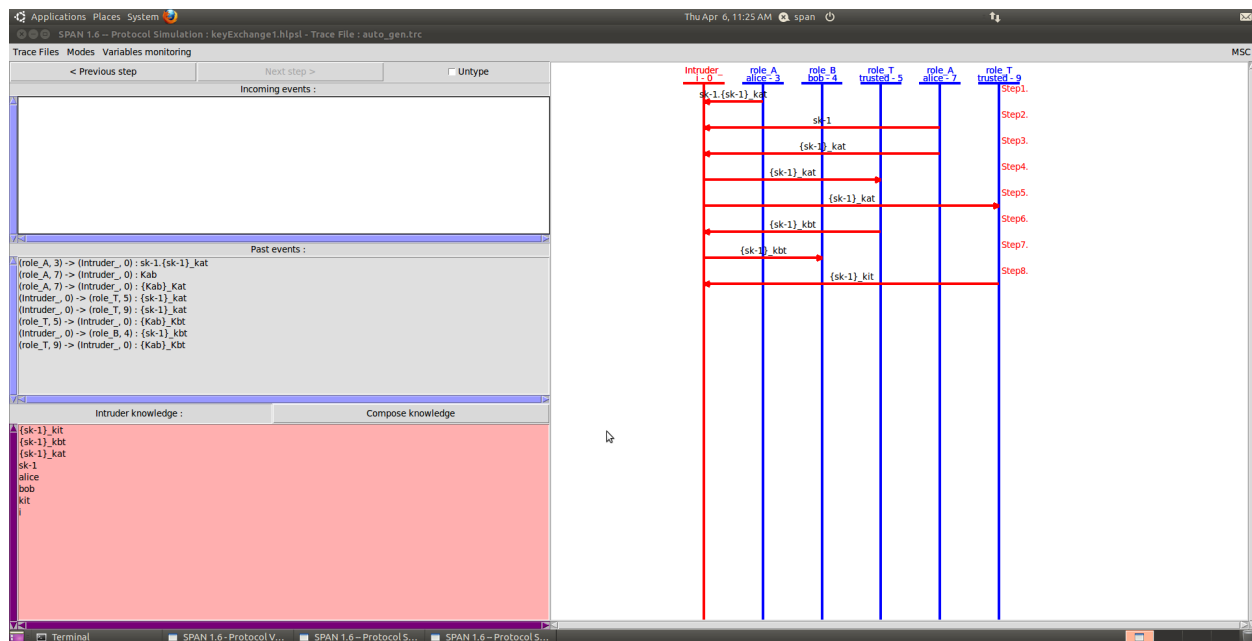 Applications Places System Thu Apr 6, 11:25 AM span
SPAN 1.6 -- Protocol Simulation : keyExchange1.hlpsl - Trace File : auto_gen.trc
Trace Files Modes Variables monitoring MSC
< Previous step Next step > Untype
Incoming events :
Past events :
(role_A, 3) -> (Intruder_, 0) : sk-1.{sk-1}_kat
(role_A, 7) -> (Intruder_, 0) : Kab
(role_A, 7) -> (Intruder_, 0) : {Kab}_Kat
(Intruder_, 0) -> (role_T, 5) : {sk-1}_kat
(Intruder_, 0) -> (role_T, 9) : {sk-1}_kat
(role_T, 5) -> (Intruder_, 0) : {Kab}_Kbt
(Intruder_, 0) -> (role_B, 4) : {sk-1}_kbt
(role_T, 9) -> (Intruder_, 0) : {Kab}_Kbt
Intruder knowledge : Compose knowledge
{sk-1}_kit
{sk-1}_kbt
{sk-1}_kat
sk-1
alice
bob
kit
i
Intruder_ role_A role_B role_T role_A role_T
i - 0 alice - 3 bob - 4 trusted - 5 alice - 7 trusted - 9
Step1.
sk-1.{sk-1}_kat
Step2.
sk-1
Step3.
{sk-1}_kat
Step4.
{sk-1}_kat
Step5.
{sk-1}_kat
Step6.
{sk-1}_kbt
Step7.
{sk-1}_kbt
Step8.
{sk-1}_kit
Terminal SPAN 1.6 - Protocol V... SPAN 1.6 -- Protocol S... SPAN 1.6 -- Protocol S...